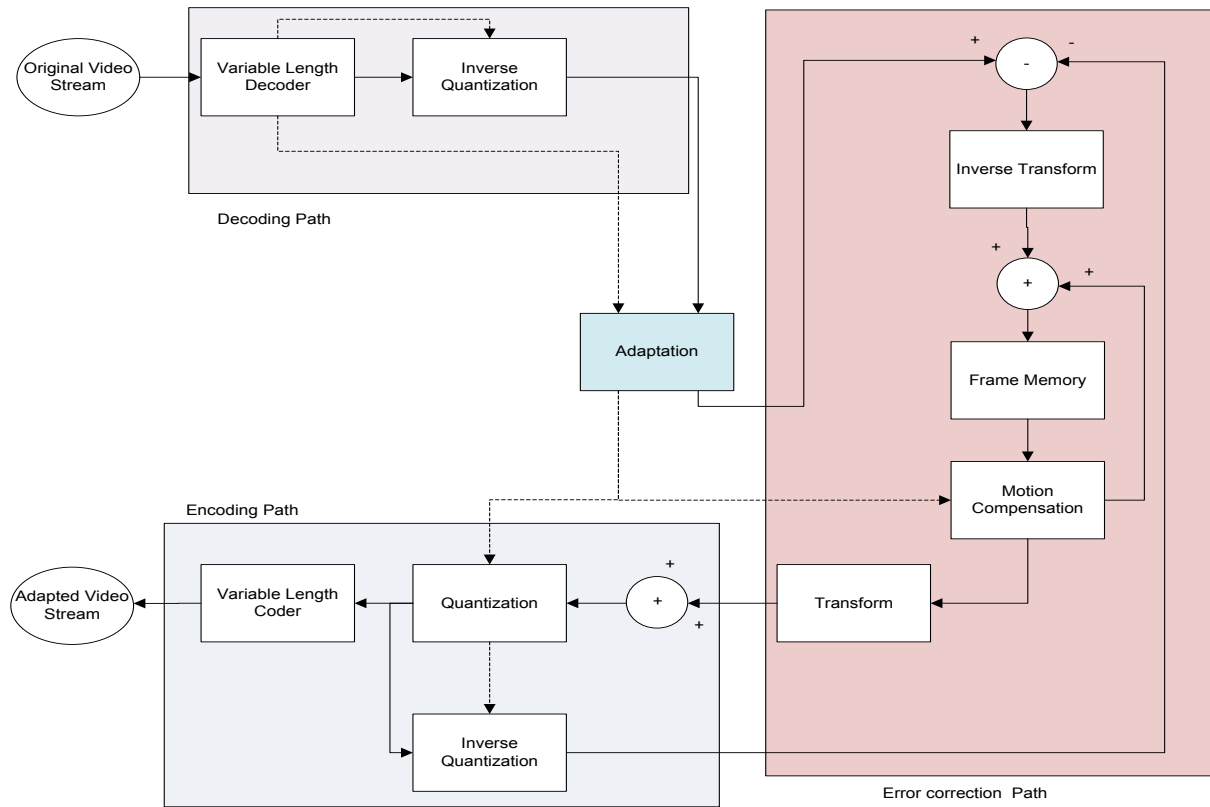 Original Video
Stream
Variable Length
Decoder
Inverse
Quantization
Decoding Path
+
-
-
Inverse Transform
+
+
+
Adaptation
Frame Memory
Motion
Compensation
Encoding Path
Adapted Video
Stream
Variable Length
Coder
Quantization
+
+
+
Transform
Inverse
Quantization
Error correction Path